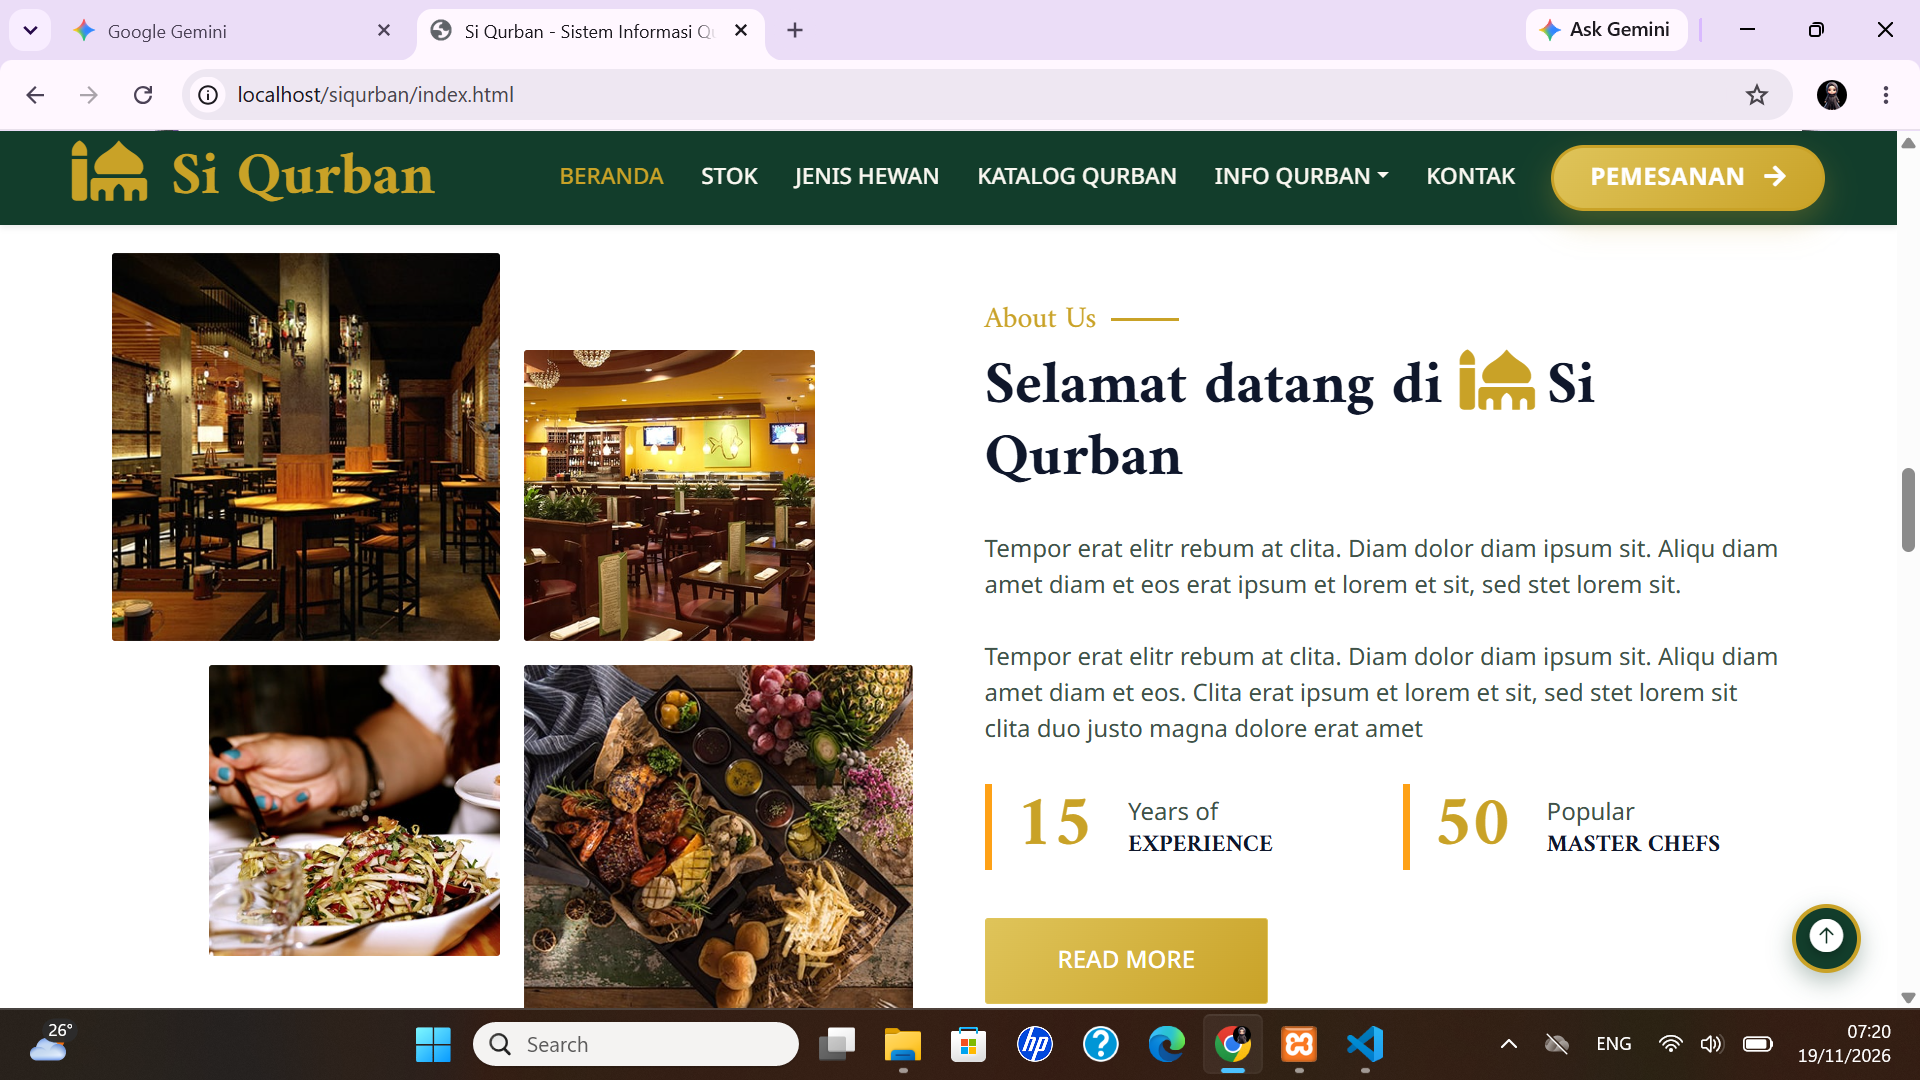 Google Gemini
Si Qurban - Sistem Informasi Qu
Ask Gemini
localhost/siqurban/index.html
Si Qurban
BERANDA
STOK
JENIS HEWAN
KATALOG QURBAN
INFO QURBAN
KONTAK
PEMESANAN
About Us
Selamat datang di Si
Qurban
Tempor erat elitr rebum at clita. Diam dolor diam ipsum sit. Aliqu diam
amet diam et eos erat ipsum et lorem et sit, sed stet lorem sit.
Tempor erat elitr rebum at clita. Diam dolor diam ipsum sit. Aliqu diam
amet diam et eos. Clita erat ipsum et lorem et sit, sed stet lorem sit
clita duo justo magna dolore erat amet
15
Years of
EXPERIENCE
50
Popular
MASTER CHEFS
READ MORE
26°
Search
hp
ENG
07:20
19/11/2026